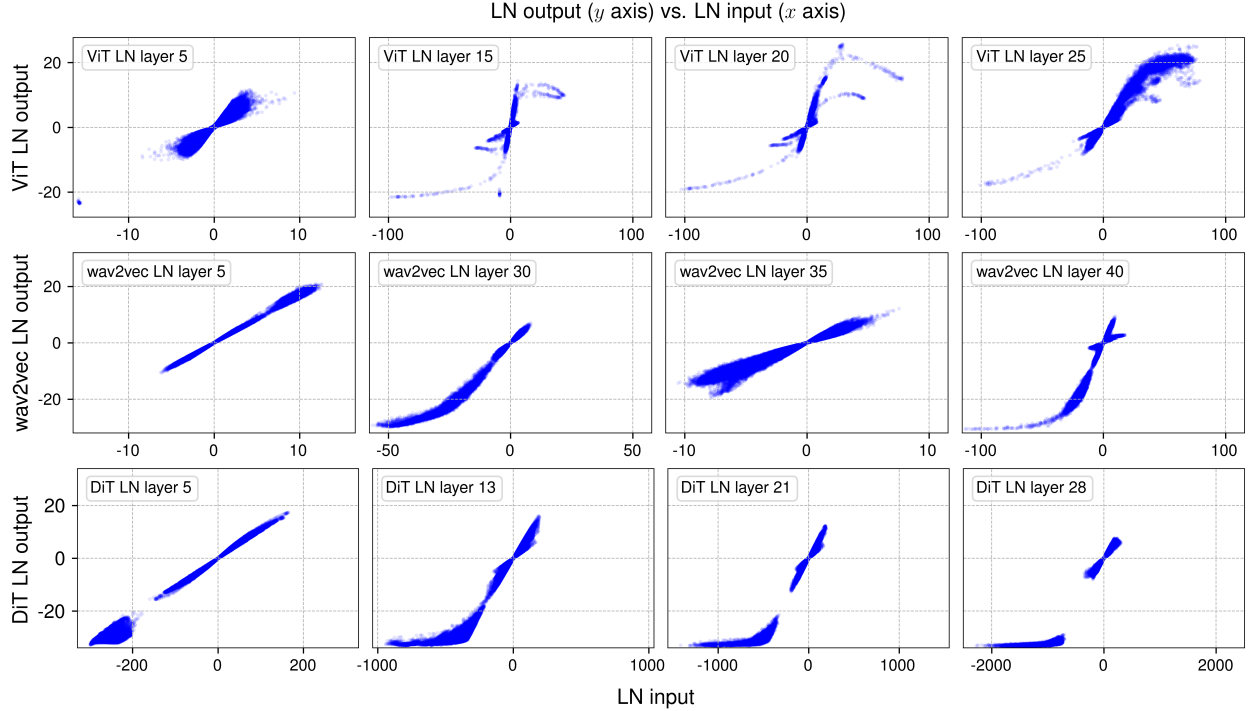 LN output (y axis) vs. LN input (x axis)
ViT LN layer 5
ViT LN layer 15
ViT LN layer 20
ViT LN layer 25
ViT LN output
20
0
-20
-10 0 10
-100 0 100
-100 0 100
-100 0 100
wav2vec LN layer 5
wav2vec LN layer 30
wav2vec LN layer 35
wav2vec LN layer 40
wav2vec LN output
20
0
-20
-10 0 10
-50 0 50
-10 0 10
-100 0 100
DiT LN layer 5
DiT LN layer 13
DiT LN layer 21
DiT LN layer 28
DiT LN output
20
0
-20
-200 0 200
-1000 0 1000
-1000 0 1000
-2000 0 2000
LN input